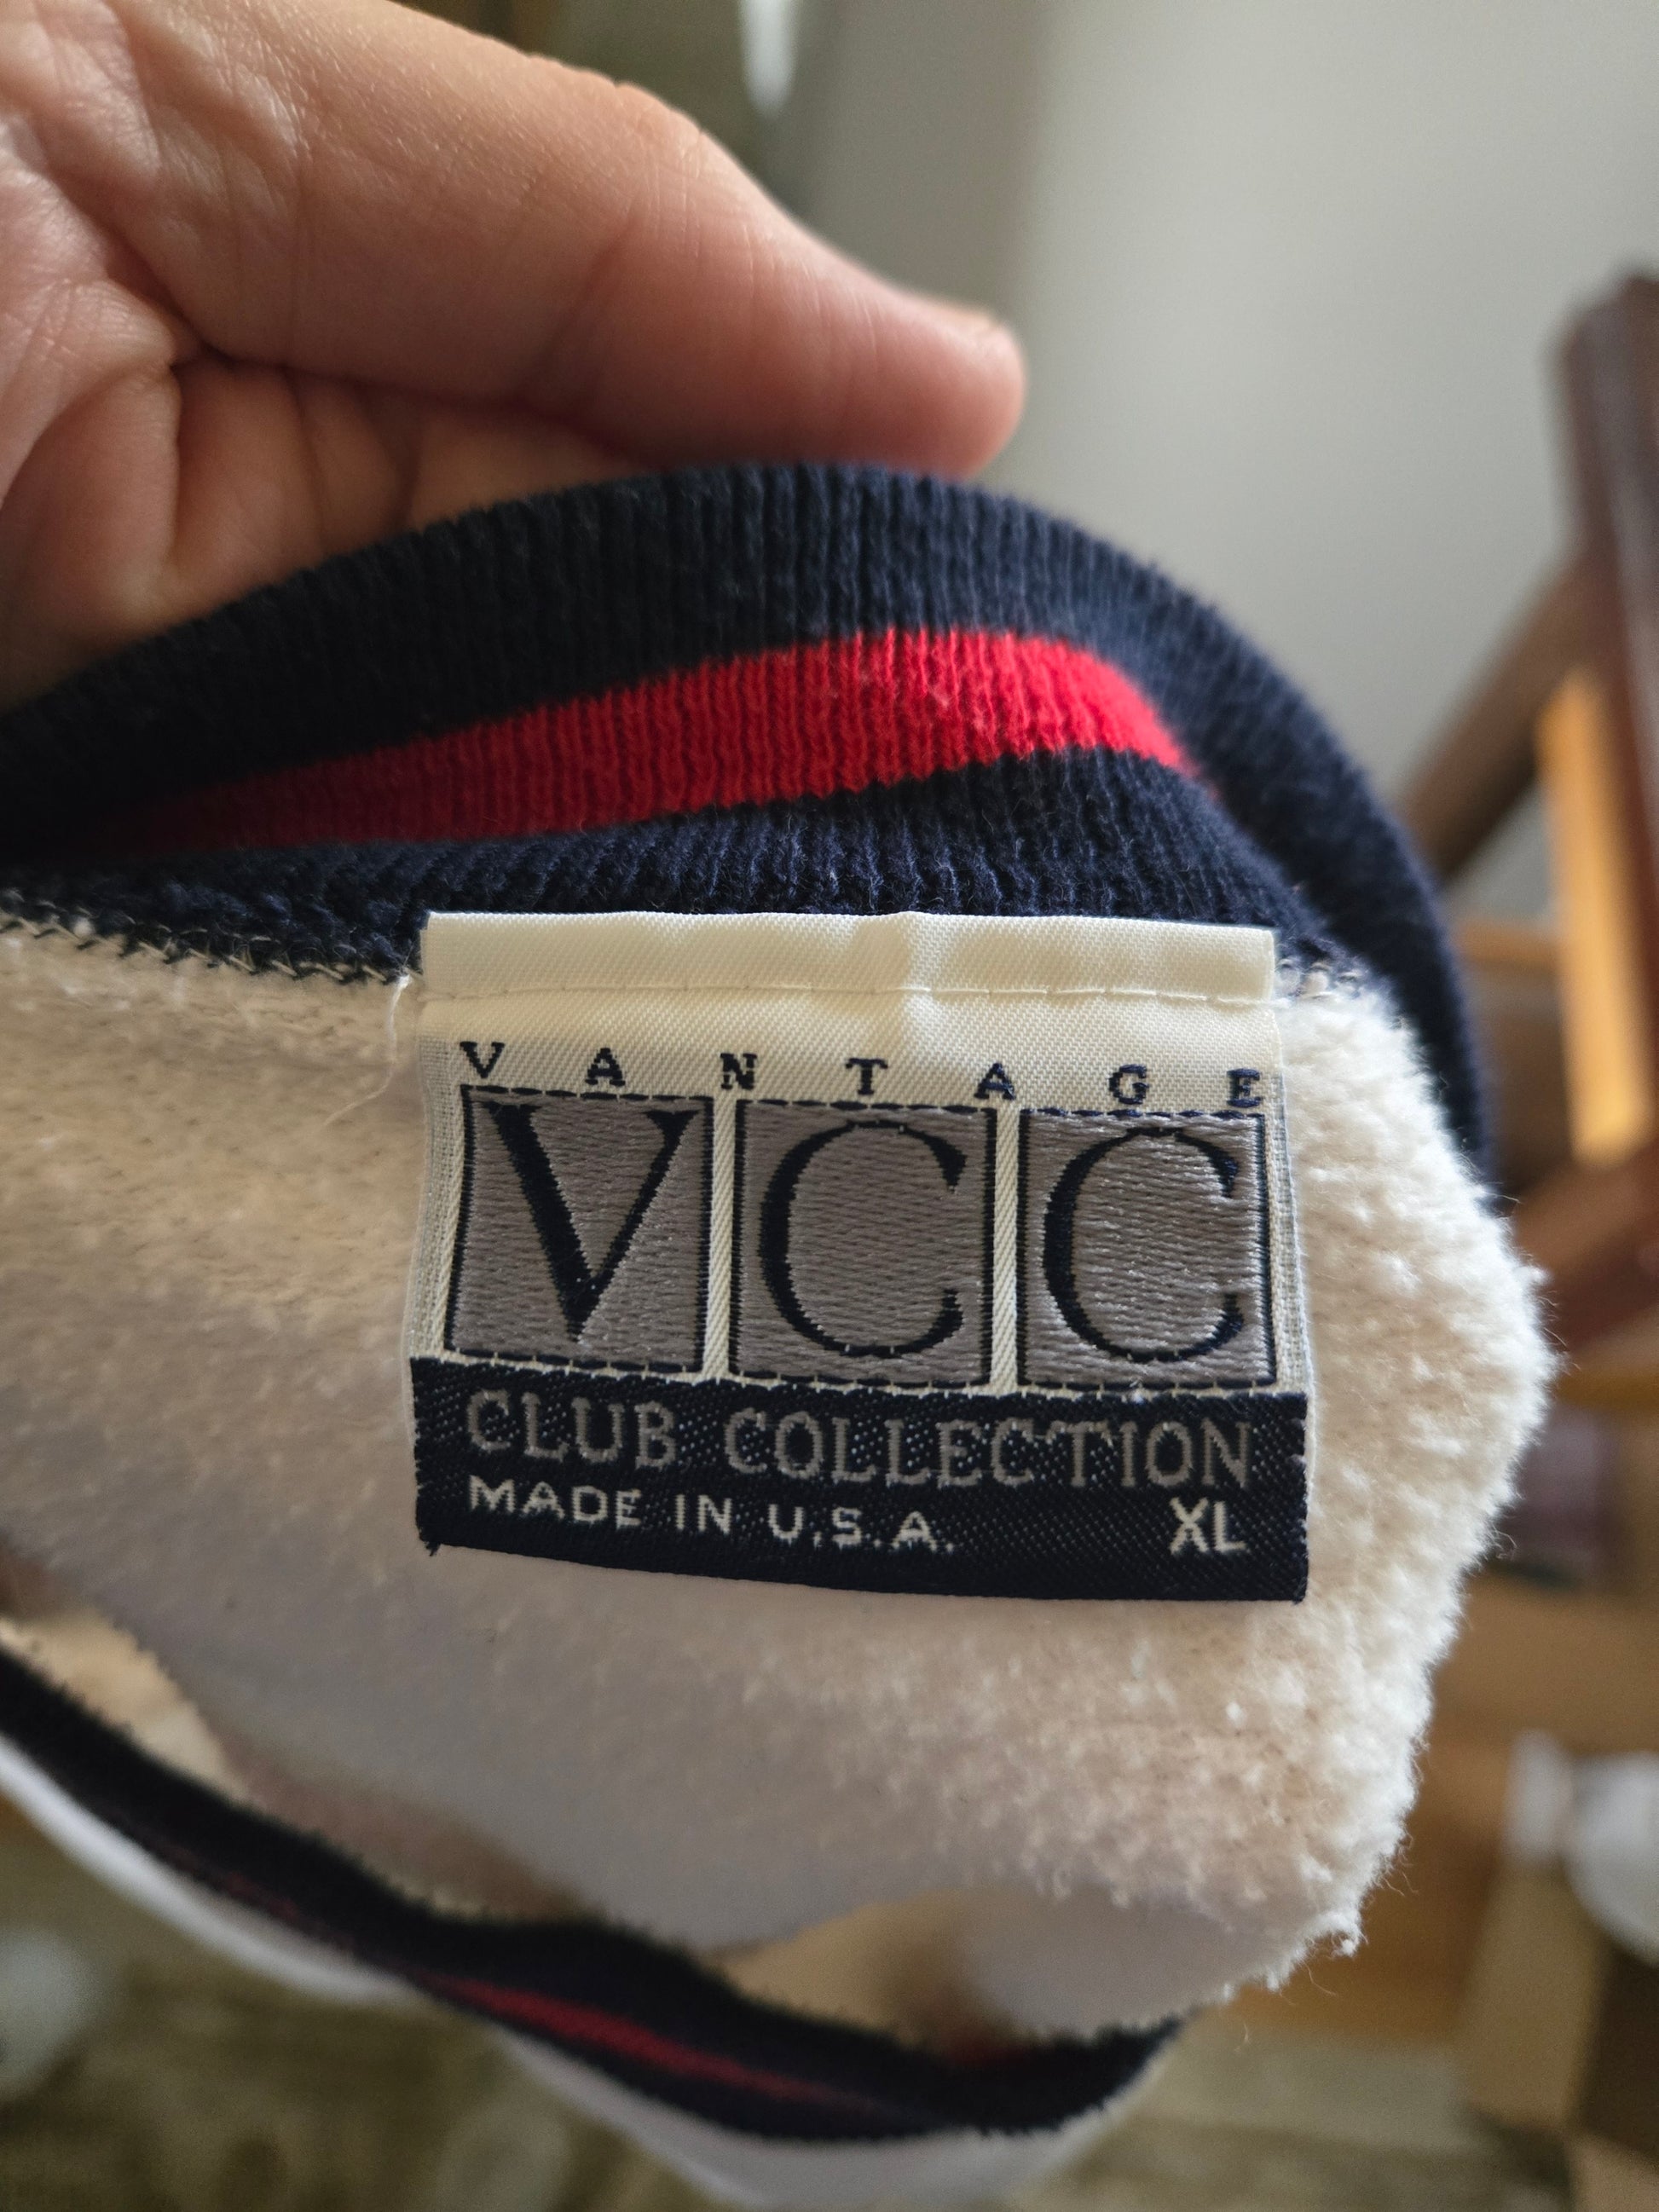 VANTAGE
VCC
CLUB COLLECTION
MADE IN U.S.A. XL